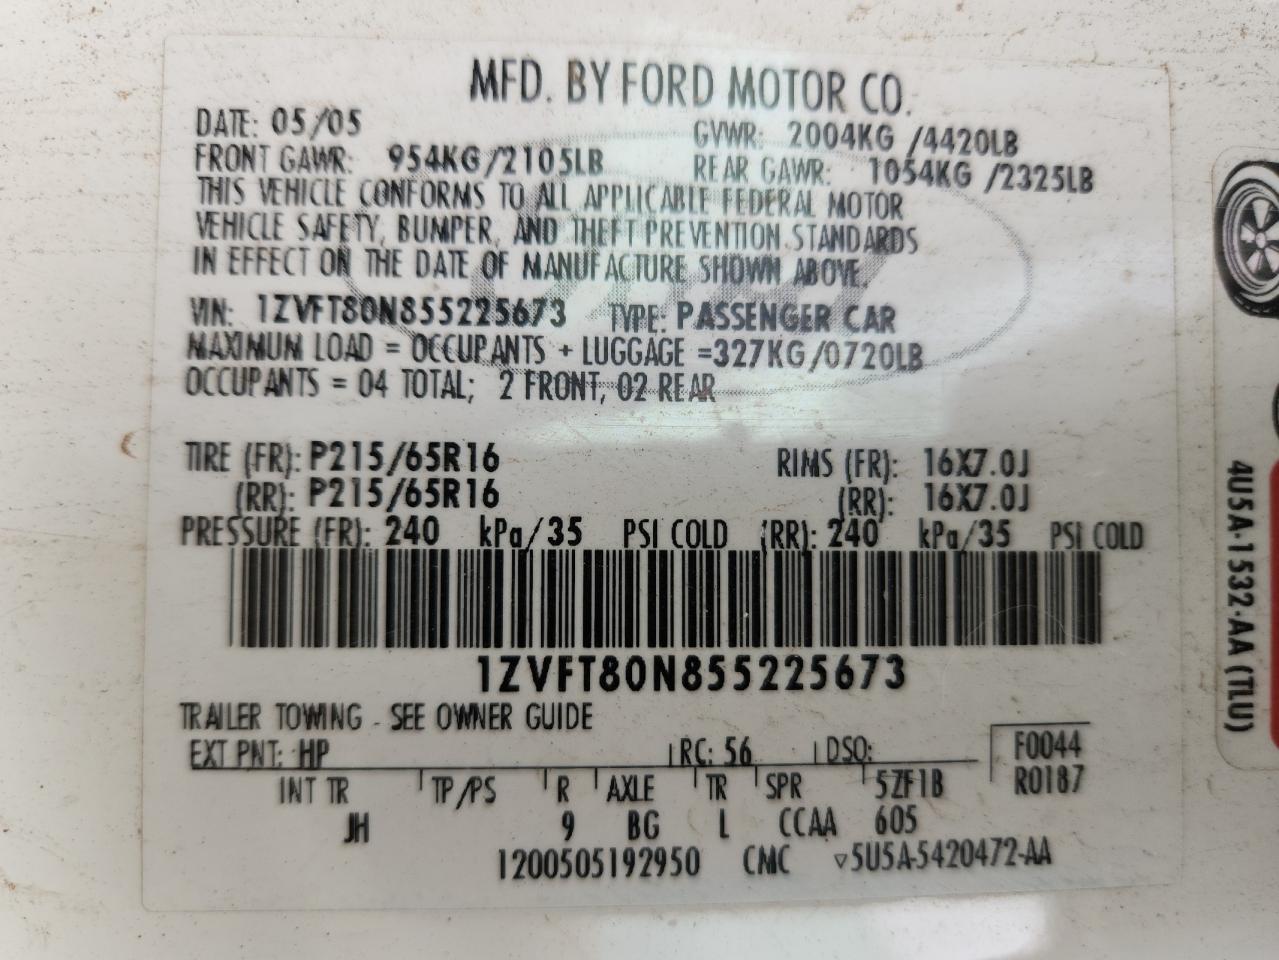 MFD. BY FORD MOTOR CO.
DATE: 05/05 GVWR: 2004KG /4420LB
FRONT GAWR: 954KG/2105LB REAR GAWR: 1054KG /2325LB
THIS VEHICLE CONFORMS TO ALL APPLICABLE FEDERAL MOTOR
VEHICLE SAFETY, BUMPER, AND THEFT PREVENTION STANDARDS
IN EFFECT ON THE DATE OF MANUFACTURE SHOWN ABOVE.
VIN: 1ZVFT80N855225673 TYPE: PASSENGER CAR
MAXIMUM LOAD = OCCUPANTS + LUGGAGE =327KG/0720LB
OCCUPANTS = 04 TOTAL; 2 FRONT, 02 REAR
TIRE (FR): P215/65R16 RIMS (FR): 16X7.0J
(RR): P215/65R16 (RR): 16X7.0J
PRESSURE (FR): 240 kPa/35 PSI COLD (RR): 240 kPa/35 PSI COLD
1ZVFT80N855225673
TRAILER TOWING - SEE OWNER GUIDE
EXT PNT: HP RC: 56 DSO: F0044
INT TR TP/PS R AXLE TR SPR 5ZF1B R0187
JH 9 BG L CCAA 605
1200505192950 CMC ▽5U5A-5420472-AA
4U5A-1532-AA (TLU)